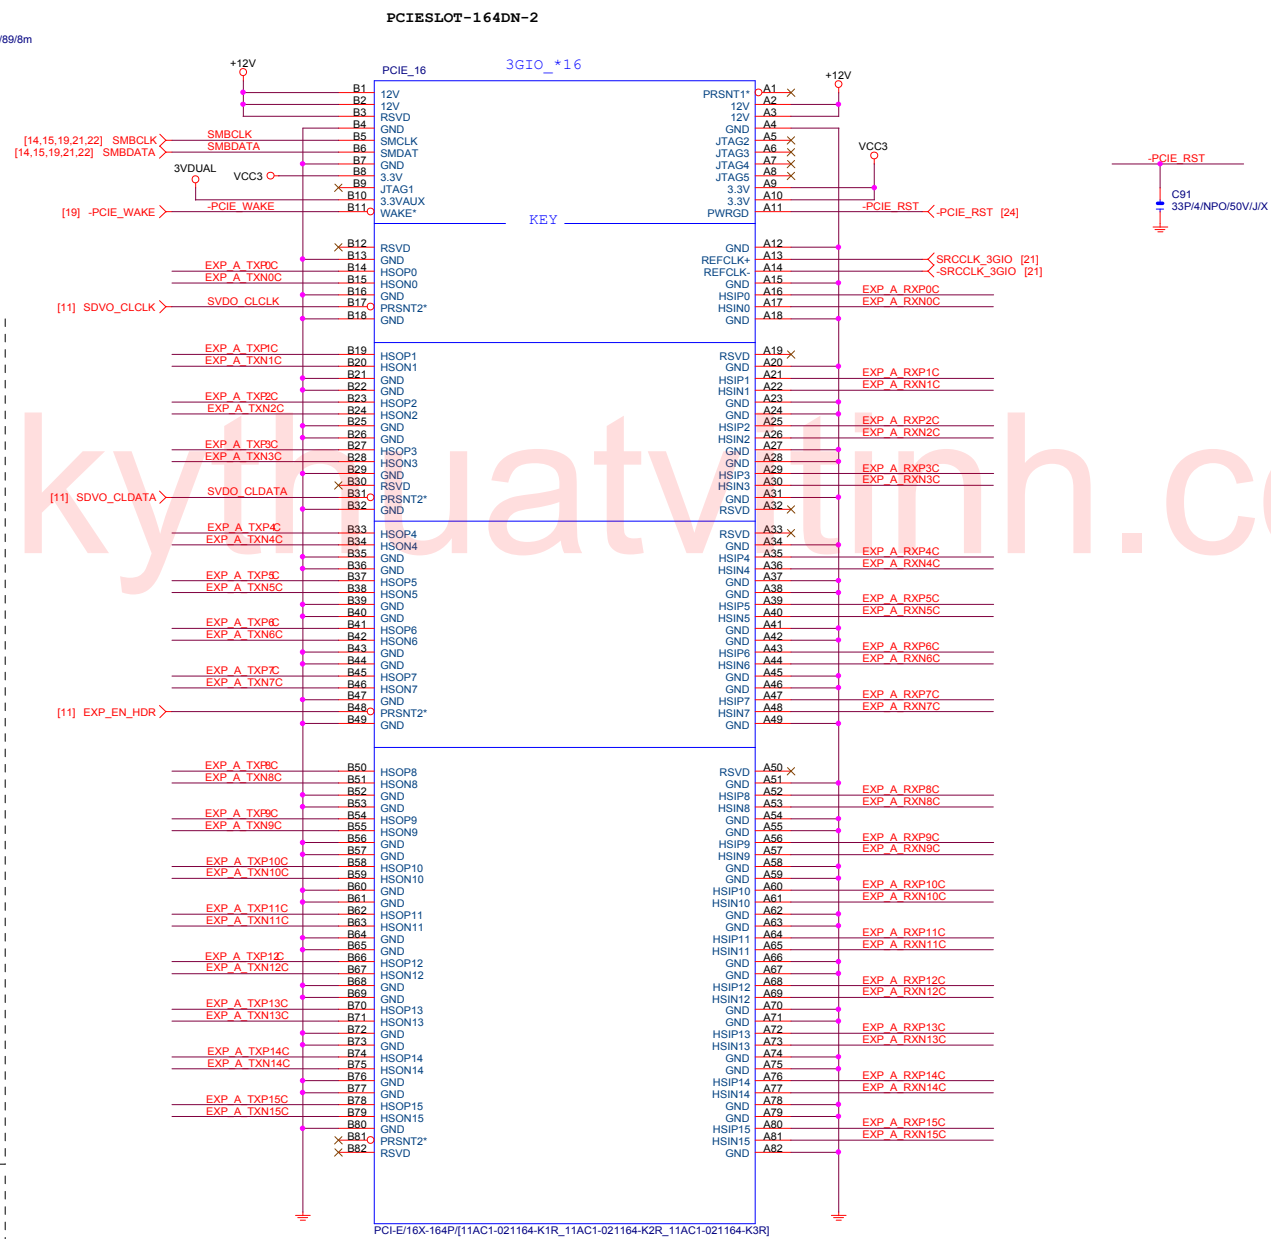 PCIESLOT-164DN-2
/89/8m
PCIE_16
3GIO_*16
+12V
+12V
B1 12V PRSNT1* A1
B2 12V 12V A2
B3 RSVD 12V A3
B4 GND GND A4
[14,15,19,21,22] SMBCLK SMBCLK B5 SMCLK JTAG2 A5
[14,15,19,21,22] SMBDATA SMBDATA B6 SMDAT JTAG3 A6
B7 GND JTAG4 A7
3VDUAL VCC3 B8 3.3V JTAG5 A8 VCC3
B9 JTAG1 3.3V A9
B10 3.3VAUX 3.3V A10
[19] -PCIE_WAKE -PCIE_WAKE B11 WAKE* PWRGD A11 -PCIE_RST -PCIE_RST [24]
KEY
-PCIE_RST
C91
33P/4/NPO/50V/J/X
B12 RSVD GND A12
B13 GND REFCLK+ A13 SRCCLK_3GIO [21]
EXP_A_TXP0C B14 HSOP0 REFCLK- A14 -SRCCLK_3GIO [21]
EXP_A_TXN0C B15 HSON0 GND A15
B16 GND HSIP0 A16 EXP_A_RXP0C
[11] SDVO_CLCLK SVDO_CLCLK B17 PRSNT2* HSIN0 A17 EXP_A_RXN0C
B18 GND GND A18
EXP_A_TXP1C B19 HSOP1 RSVD A19
EXP_A_TXN1C B20 HSON1 GND A20
B21 GND HSIP1 A21 EXP_A_RXP1C
B22 GND HSIN1 A22 EXP_A_RXN1C
EXP_A_TXP2C B23 HSOP2 GND A23
EXP_A_TXN2C B24 HSON2 GND A24
B25 GND HSIP2 A25 EXP_A_RXP2C
B26 GND HSIN2 A26 EXP_A_RXN2C
EXP_A_TXP3C B27 HSOP3 GND A27
EXP_A_TXN3C B28 HSON3 GND A28
B29 GND HSIP3 A29 EXP_A_RXP3C
B30 RSVD HSIN3 A30 EXP_A_RXN3C
[11] SDVO_CLDATA SVDO_CLDATA B31 PRSNT2* GND A31
B32 GND RSVD A32
kythuatvitinh.c
EXP_A_TXP4C B33 HSOP4 RSVD A33
EXP_A_TXN4C B34 HSON4 GND A34
B35 GND HSIP4 A35 EXP_A_RXP4C
B36 GND HSIN4 A36 EXP_A_RXN4C
EXP_A_TXP5C B37 HSOP5 GND A37
EXP_A_TXN5C B38 HSON5 GND A38
B39 GND HSIP5 A39 EXP_A_RXP5C
B40 GND HSIN5 A40 EXP_A_RXN5C
EXP_A_TXP6C B41 HSOP6 GND A41
EXP_A_TXN6C B42 HSON6 GND A42
B43 GND HSIP6 A43 EXP_A_RXP6C
B44 GND HSIN6 A44 EXP_A_RXN6C
EXP_A_TXP7C B45 HSOP7 GND A45
EXP_A_TXN7C B46 HSON7 GND A46
B47 GND HSIP7 A47 EXP_A_RXP7C
[11] EXP_EN_HDR B48 PRSNT2* HSIN7 A48 EXP_A_RXN7C
B49 GND GND A49
EXP_A_TXP8C B50 HSOP8 RSVD A50
EXP_A_TXN8C B51 HSON8 GND A51
B52 GND HSIP8 A52 EXP_A_RXP8C
B53 GND HSIN8 A53 EXP_A_RXN8C
EXP_A_TXP9C B54 HSOP9 GND A54
EXP_A_TXN9C B55 HSON9 GND A55
B56 GND HSIP9 A56 EXP_A_RXP9C
B57 GND HSIN9 A57 EXP_A_RXN9C
EXP_A_TXP10C B58 HSOP10 GND A58
EXP_A_TXN10C B59 HSON10 GND A59
B60 GND HSIP10 A60 EXP_A_RXP10C
B61 GND HSIN10 A61 EXP_A_RXN10C
EXP_A_TXP11C B62 HSOP11 GND A62
EXP_A_TXN11C B63 HSON11 GND A63
B64 GND HSIP11 A64 EXP_A_RXP11C
B65 GND HSIN11 A65 EXP_A_RXN11C
EXP_A_TXP12C B66 HSOP12 GND A66
EXP_A_TXN12C B67 HSON12 GND A67
B68 GND HSIP12 A68 EXP_A_RXP12C
B69 GND HSIN12 A69 EXP_A_RXN12C
EXP_A_TXP13C B70 HSOP13 GND A70
EXP_A_TXN13C B71 HSON13 GND A71
B72 GND HSIP13 A72 EXP_A_RXP13C
B73 GND HSIN13 A73 EXP_A_RXN13C
EXP_A_TXP14C B74 HSOP14 GND A74
EXP_A_TXN14C B75 HSON14 GND A75
B76 GND HSIP14 A76 EXP_A_RXP14C
B77 GND HSIN14 A77 EXP_A_RXN14C
EXP_A_TXP15C B78 HSOP15 GND A78
EXP_A_TXN15C B79 HSON15 GND A79
B80 GND HSIP15 A80 EXP_A_RXP15C
B81 PRSNT2* HSIN15 A81 EXP_A_RXN15C
B82 RSVD GND A82
PCI-E/16X-164P/[11AC1-021164-K1R_11AC1-021164-K2R_11AC1-021164-K3R]